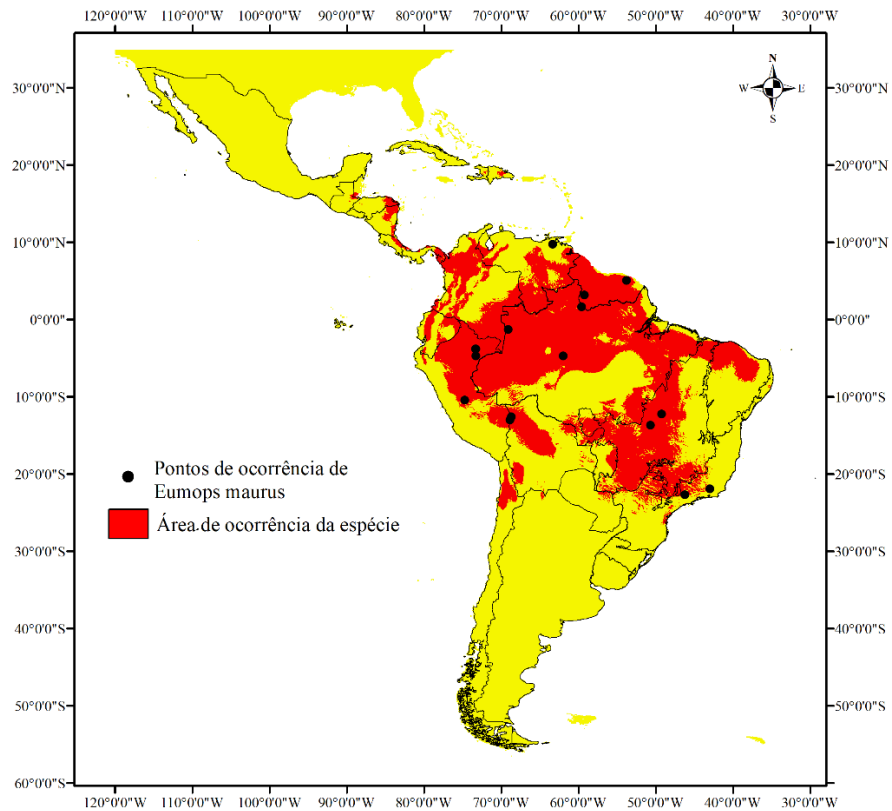 120°0'0"W 110°0'0"W 100°0'0"W 90°0'0"W 80°0'0"W 70°0'0"W 60°0'0"W 50°0'0"W 40°0'0"W 30°0'0"W
N
W E
S
30°0'0"N 30°0'0"N
20°0'0"N 20°0'0"N
10°0'0"N 10°0'0"N
0°0'0" 0°0'0"
10°0'0"S 10°0'0"S
Pontos de ocorrência de
Eumops maurus
20°0'0"S 20°0'0"S
Área de ocorrência da espécie
30°0'0"S 30°0'0"S
40°0'0"S 40°0'0"S
50°0'0"S 50°0'0"S
60°0'0"S 60°0'0"S
120°0'0"W 110°0'0"W 100°0'0"W 90°0'0"W 80°0'0"W 70°0'0"W 60°0'0"W 50°0'0"W 40°0'0"W 30°0'0"W